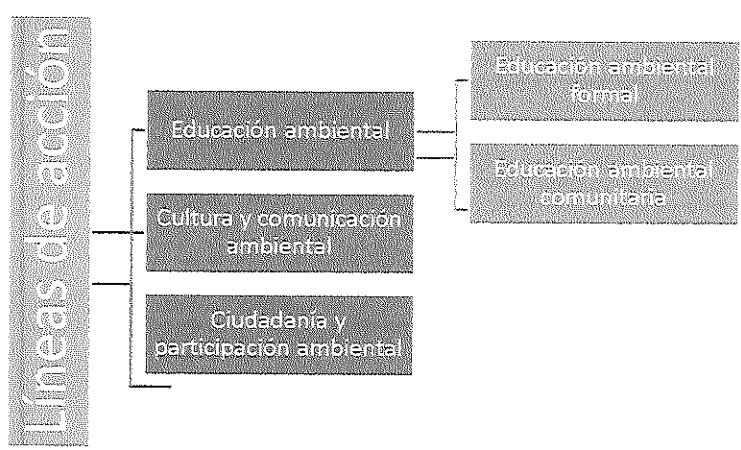 Líneas de acción
Educación ambiental
Cultura y comunicación
ambiental
Ciudadanía y
participación ambiental
Educación ambiental
formal
Educación ambiental
comunitaria